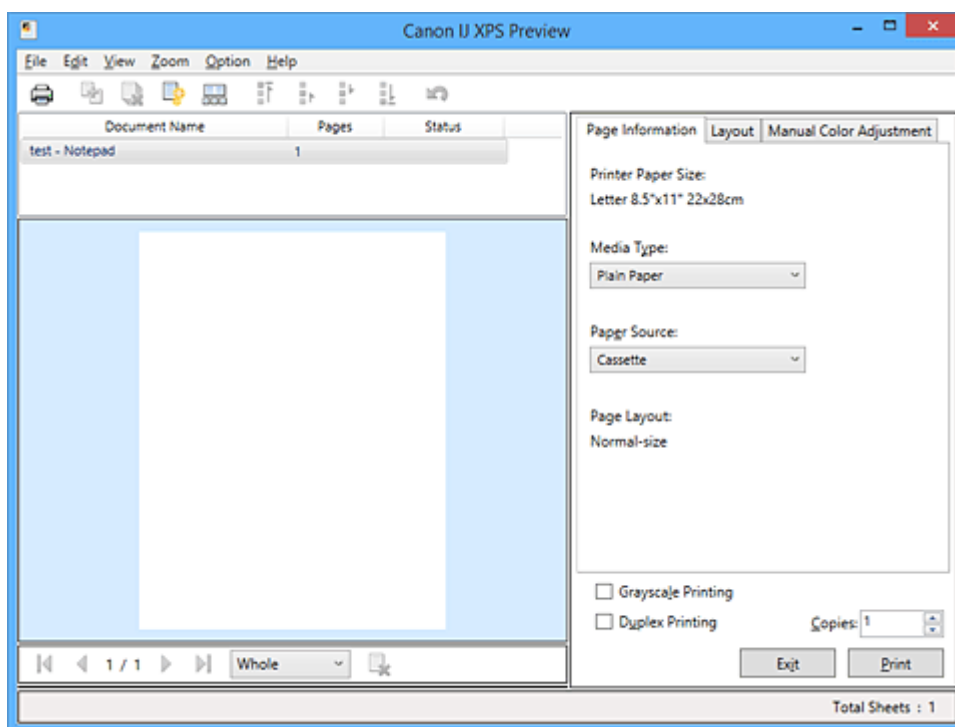 Canon IJ XPS Preview
File Edit View Zoom Option Help
Document Name Pages Status
test - Notepad 1
Page Information Layout Manual Color Adjustment
Printer Paper Size:
Letter 8.5"x11" 22x28cm
Media Type:
Plain Paper
Paper Source:
Cassette
Page Layout:
Normal-size
Grayscale Printing
Duplex Printing Copies: 1
1 / 1 Whole Exit Print
Total Sheets : 1